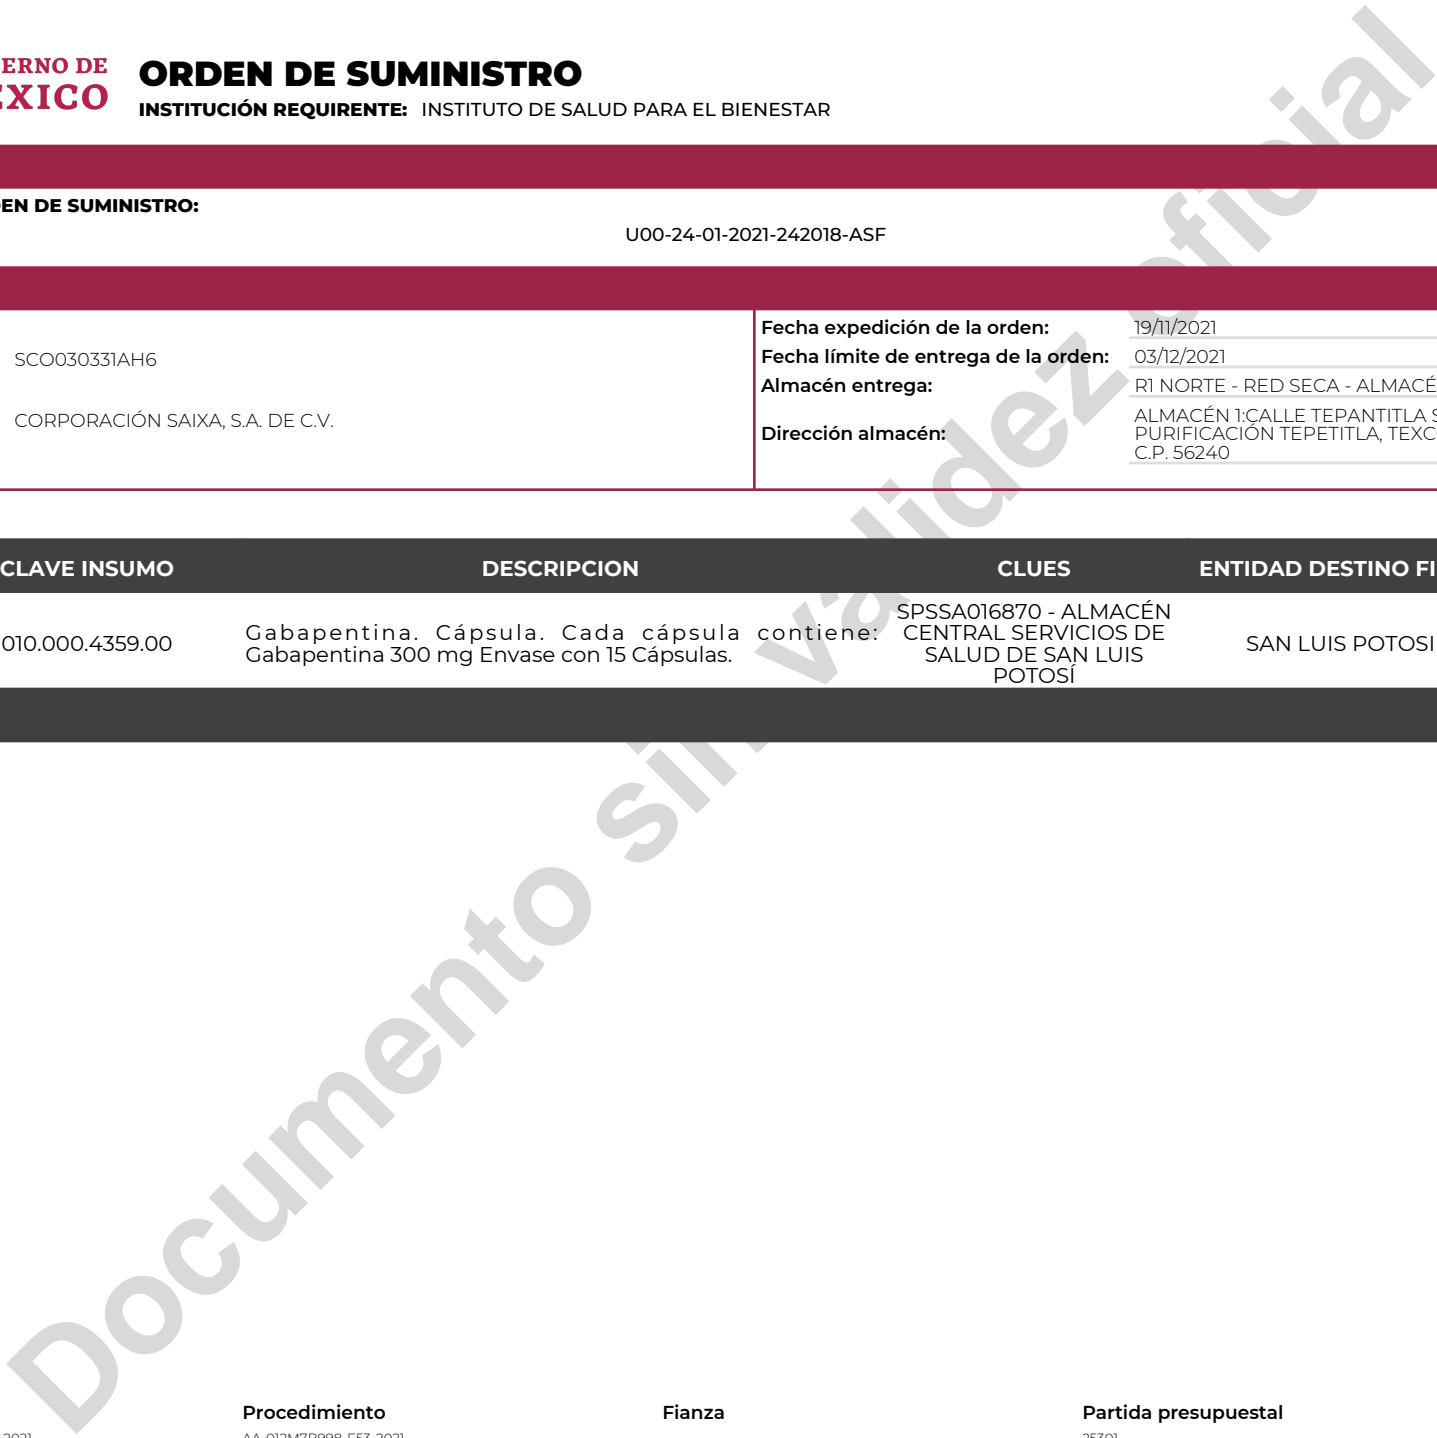 ORDEN DE SUMINISTRO
INSTITUCIÓN REQUIRENTE: INSTITUTO DE SALUD PARA EL BIENESTAR
ERNO DE
EXICO
EN DE SUMINISTRO:
U00-24-01-2021-242018-ASF
SCO030331AH6
CORPORACIÓN SAIXA, S.A. DE C.V.
Fecha expedición de la orden: 19/11/2021
Fecha límite de entrega de la orden: 03/12/2021
Almacén entrega: R1 NORTE - RED SECA - ALMACÉ
Dirección almacén: ALMACÉN 1:CALLE TEPANTITLA S
PURIFICACIÓN TEPETITLA, TEXC
C.P. 56240
CLAVE INSUMO DESCRIPCION CLUES ENTIDAD DESTINO FI
010.000.4359.00
Gabapentina. Cápsula. Cada cápsula contiene:
Gabapentina 300 mg Envase con 15 Cápsulas.
SPSSA016870 - ALMACÉN
CENTRAL SERVICIOS DE
SALUD DE SAN LUIS
POTOSÍ
SAN LUIS POTOSI
Documento sin validez oficial
Procedimiento Fianza Partida presupuestal